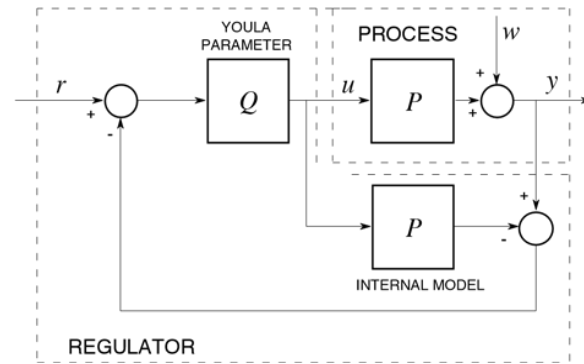 YOULA
PARAMETER
PROCESS
w
r
Q
u
P
y
+
-
+
+
+
P
-
INTERNAL MODEL
REGULATOR